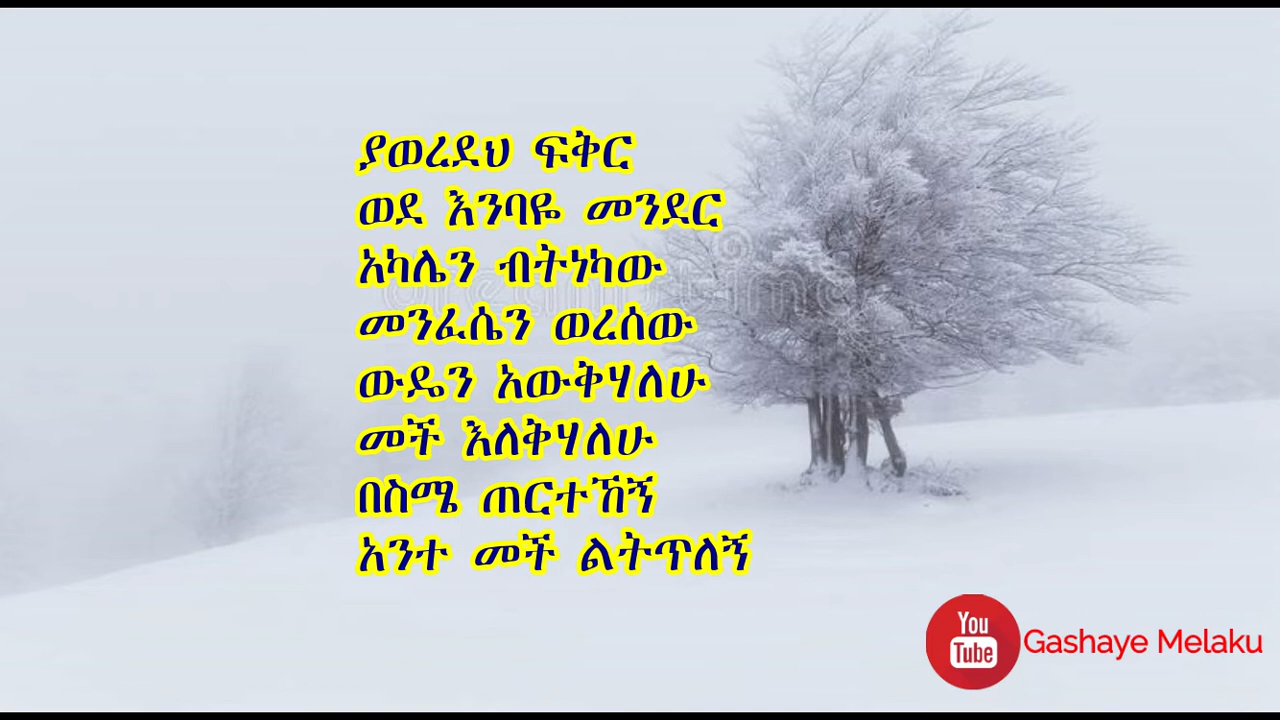 ያወረደህ ፍቅር
ወደ እንባዬ መንደር
አካሌን ብትነካው
መንፈሴን ወረሰው
ውዴን አውቅሃለሁ
መች እለቅሃለሁ
በስሜ ጠርተኸኝ
አንተ መች ልትጥለኝ
dreamstime
You
Tube
Gashaye Melaku